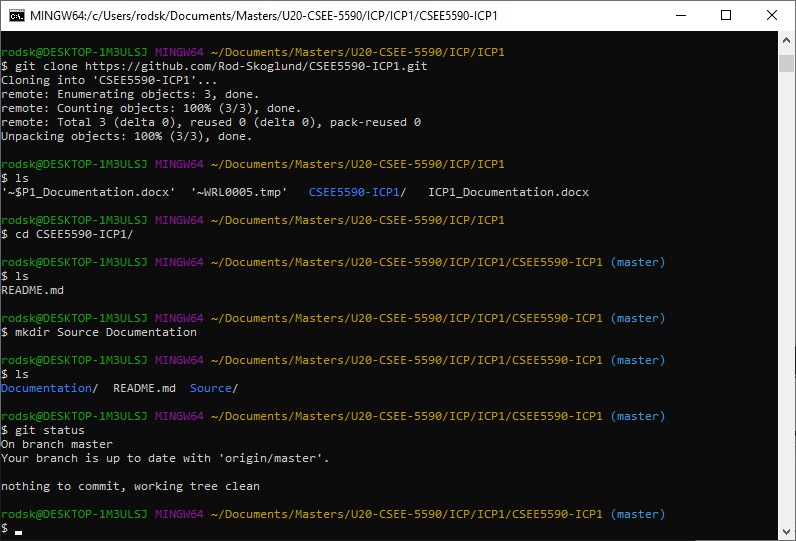 MINGW64:/c/Users/rodsk/Documents/Masters/U20-CSEE-5590/ICP/ICP1/CSEE5590-ICP1
rodsk@DESKTOP-1M3ULSJ MINGW64 ~/Documents/Masters/U20-CSEE-5590/ICP/ICP1
$ git clone https://github.com/Rod-Skoglund/CSEE5590-ICP1.git
Cloning into 'CSEE5590-ICP1'...
remote: Enumerating objects: 3, done.
remote: Counting objects: 100% (3/3), done.
remote: Total 3 (delta 0), reused 0 (delta 0), pack-reused 0
Unpacking objects: 100% (3/3), done.
rodsk@DESKTOP-1M3ULSJ MINGW64 ~/Documents/Masters/U20-CSEE-5590/ICP/ICP1
$ ls
'~$P1_Documentation.docx'  '~WRL0005.tmp'   CSEE5590-ICP1/   ICP1_Documentation.docx
rodsk@DESKTOP-1M3ULSJ MINGW64 ~/Documents/Masters/U20-CSEE-5590/ICP/ICP1
$ cd CSEE5590-ICP1/
rodsk@DESKTOP-1M3ULSJ MINGW64 ~/Documents/Masters/U20-CSEE-5590/ICP/ICP1/CSEE5590-ICP1 (master)
$ ls
README.md
rodsk@DESKTOP-1M3ULSJ MINGW64 ~/Documents/Masters/U20-CSEE-5590/ICP/ICP1/CSEE5590-ICP1 (master)
$ mkdir Source Documentation
rodsk@DESKTOP-1M3ULSJ MINGW64 ~/Documents/Masters/U20-CSEE-5590/ICP/ICP1/CSEE5590-ICP1 (master)
$ ls
Documentation/  README.md  Source/
rodsk@DESKTOP-1M3ULSJ MINGW64 ~/Documents/Masters/U20-CSEE-5590/ICP/ICP1/CSEE5590-ICP1 (master)
$ git status
On branch master
Your branch is up to date with 'origin/master'.
nothing to commit, working tree clean
rodsk@DESKTOP-1M3ULSJ MINGW64 ~/Documents/Masters/U20-CSEE-5590/ICP/ICP1/CSEE5590-ICP1 (master)
$